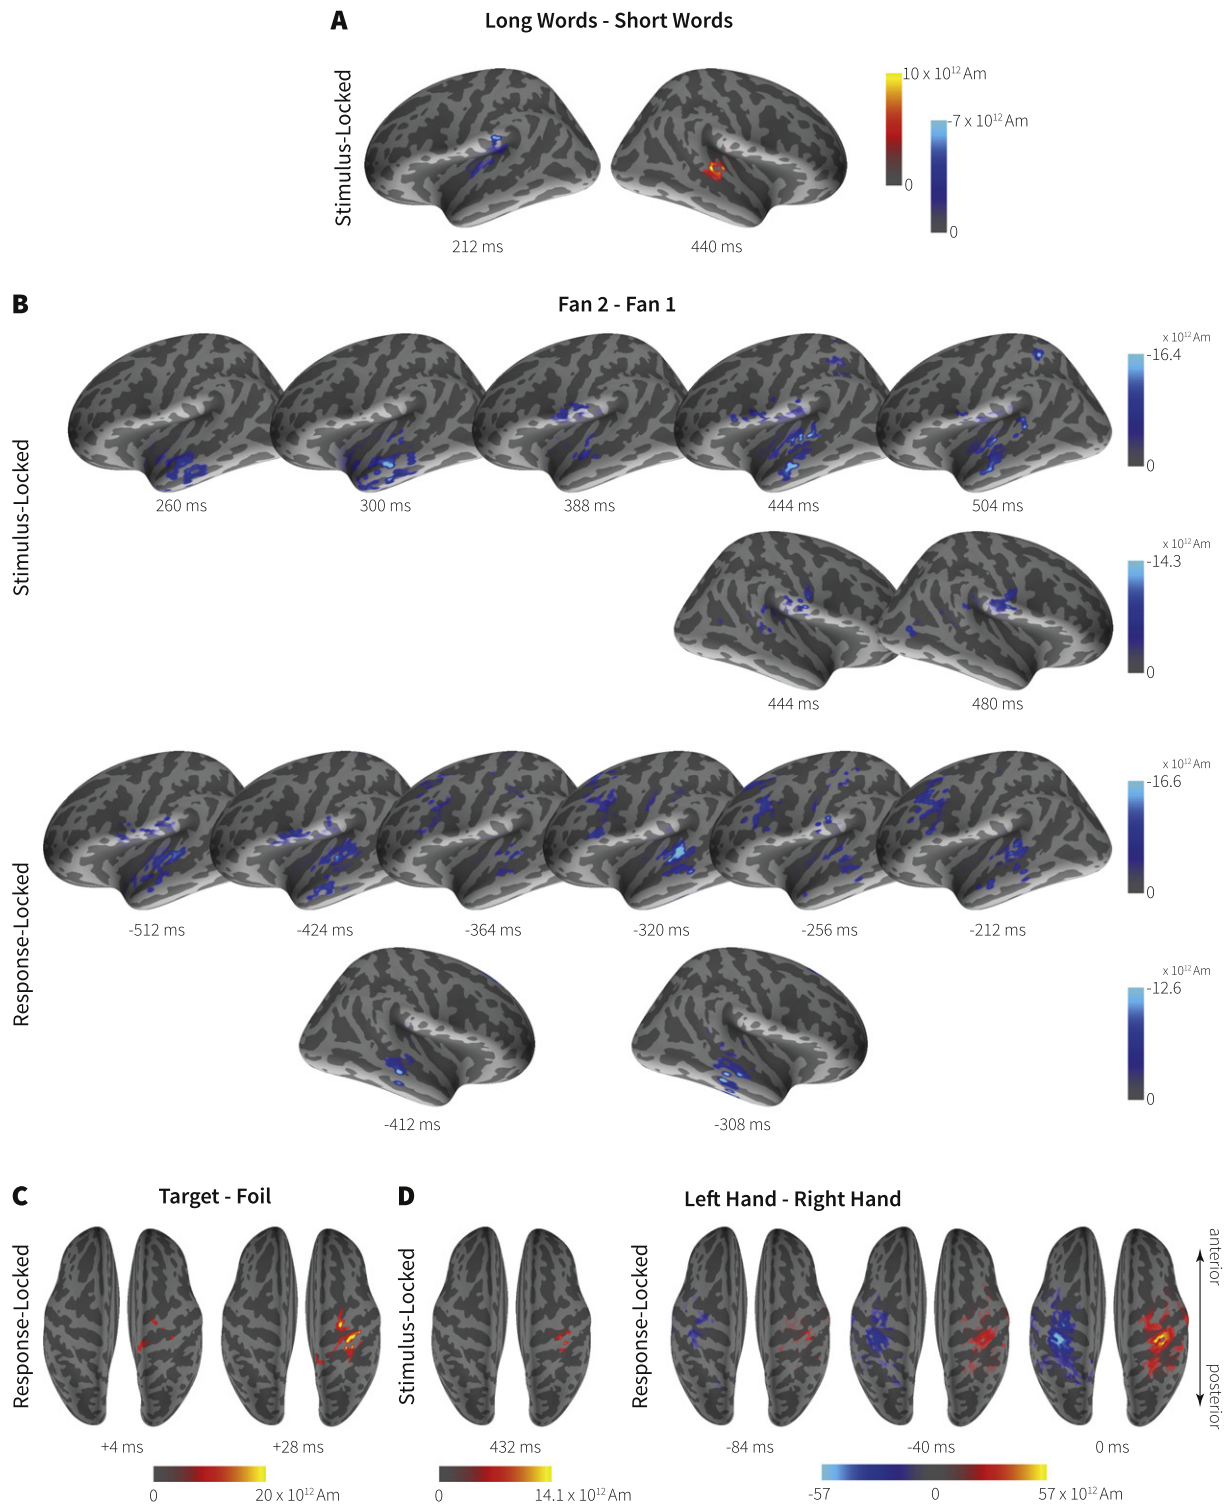 A
Long Words - Short Words
Stimulus-Locked
10 x 10¹² Am
-7 x 10¹² Am
0
0
212 ms
440 ms
B
Fan 2 - Fan 1
Stimulus-Locked
x 10¹² Am
-16.4
0
260 ms
300 ms
388 ms
444 ms
504 ms
x 10¹² Am
-14.3
0
444 ms
480 ms
Response-Locked
x 10¹² Am
-16.6
0
-512 ms
-424 ms
-364 ms
-320 ms
-256 ms
-212 ms
x 10¹² Am
-12.6
0
-412 ms
-308 ms
C
Target - Foil
Response-Locked
+4 ms
+28 ms
0
20 x 10¹² Am
D
Left Hand - Right Hand
Stimulus-Locked
432 ms
0
14.1 x 10¹² Am
Response-Locked
-84 ms
-40 ms
0 ms
anterior
posterior
-57
0
57 x 10¹² Am